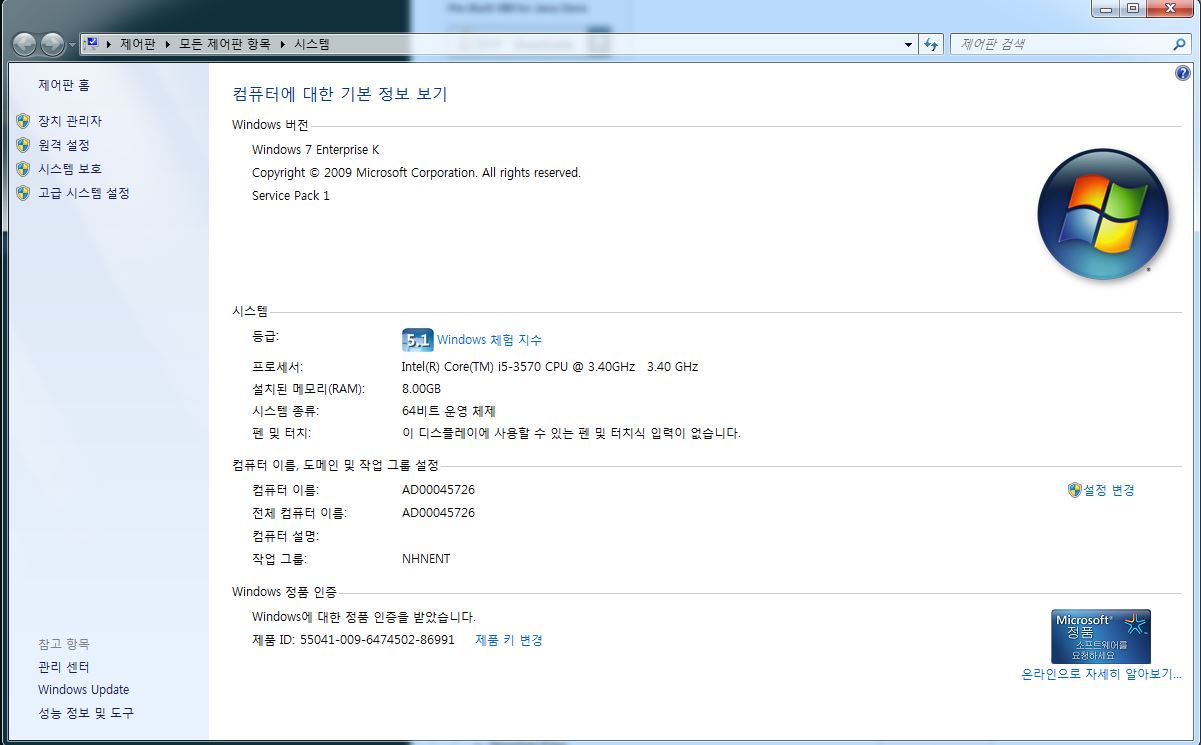 제어판 ▸ 모든 제어판 항목 ▸ 시스템
제어판 검색
제어판 홈
장치 관리자
원격 설정
시스템 보호
고급 시스템 설정
컴퓨터에 대한 기본 정보 보기
Windows 버전
Windows 7 Enterprise K
Copyright © 2009 Microsoft Corporation. All rights reserved.
Service Pack 1
시스템
등급: 5.1 Windows 체험 지수
프로세서: Intel(R) Core(TM) i5-3570 CPU @ 3.40GHz 3.40 GHz
설치된 메모리(RAM): 8.00GB
시스템 종류: 64비트 운영 체제
펜 및 터치: 이 디스플레이에 사용할 수 있는 펜 및 터치식 입력이 없습니다.
컴퓨터 이름, 도메인 및 작업 그룹 설정
컴퓨터 이름: AD00045726 설정 변경
전체 컴퓨터 이름: AD00045726
컴퓨터 설명:
작업 그룹: NHNENT
Windows 정품 인증
Windows에 대한 정품 인증을 받았습니다.
제품 ID: 55041-009-6474502-86991 제품 키 변경
Microsoft®
정품
소프트웨어를
요청하세요
온라인으로 자세히 알아보기...
참고 항목
관리 센터
Windows Update
성능 정보 및 도구